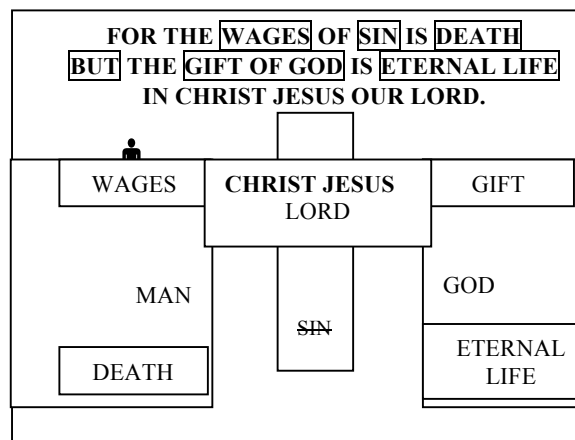 FOR THE WAGES OF SIN IS DEATH
BUT THE GIFT OF GOD IS ETERNAL LIFE
IN CHRIST JESUS OUR LORD.
WAGES
CHRIST JESUS
LORD
GIFT
MAN
GOD
SIN
DEATH
ETERNAL
LIFE